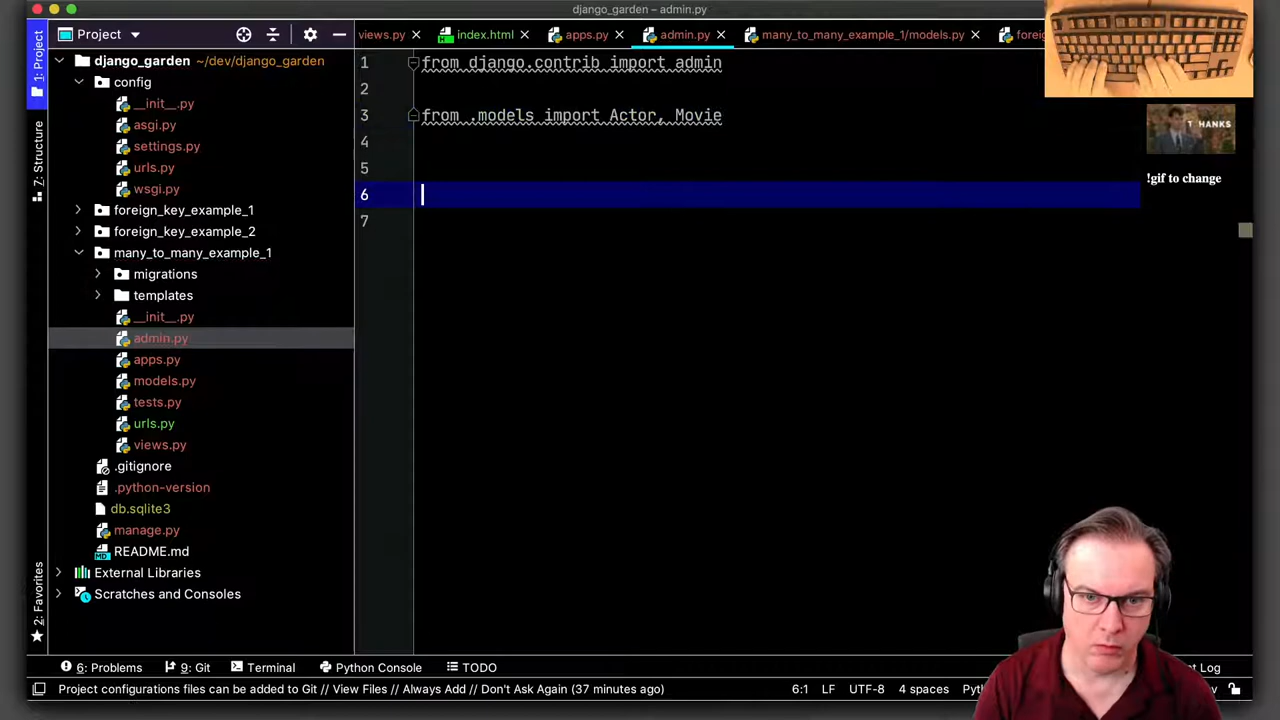 django_garden – admin.py
Project
views.py
index.html
apps.py
admin.py
many_to_many_example_1/models.py
1: Project
django_garden ~/dev/django_garden
config
__init__.py
asgi.py
settings.py
urls.py
wsgi.py
foreign_key_example_1
foreign_key_example_2
many_to_many_example_1
migrations
templates
__init__.py
admin.py
apps.py
models.py
tests.py
urls.py
views.py
.gitignore
.python-version
db.sqlite3
manage.py
README.md
External Libraries
Scratches and Consoles
7: Structure
2: Favorites
1 from django.contrib import admin
2
3 from .models import Actor, Movie
4
5
6
7
T HANKS
!gif to change
6: Problems
9: Git
Terminal
Python Console
TODO
Log
Project configurations files can be added to Git // View Files // Always Add // Don't Ask Again (37 minutes ago)
6:1
LF
UTF-8
4 spaces